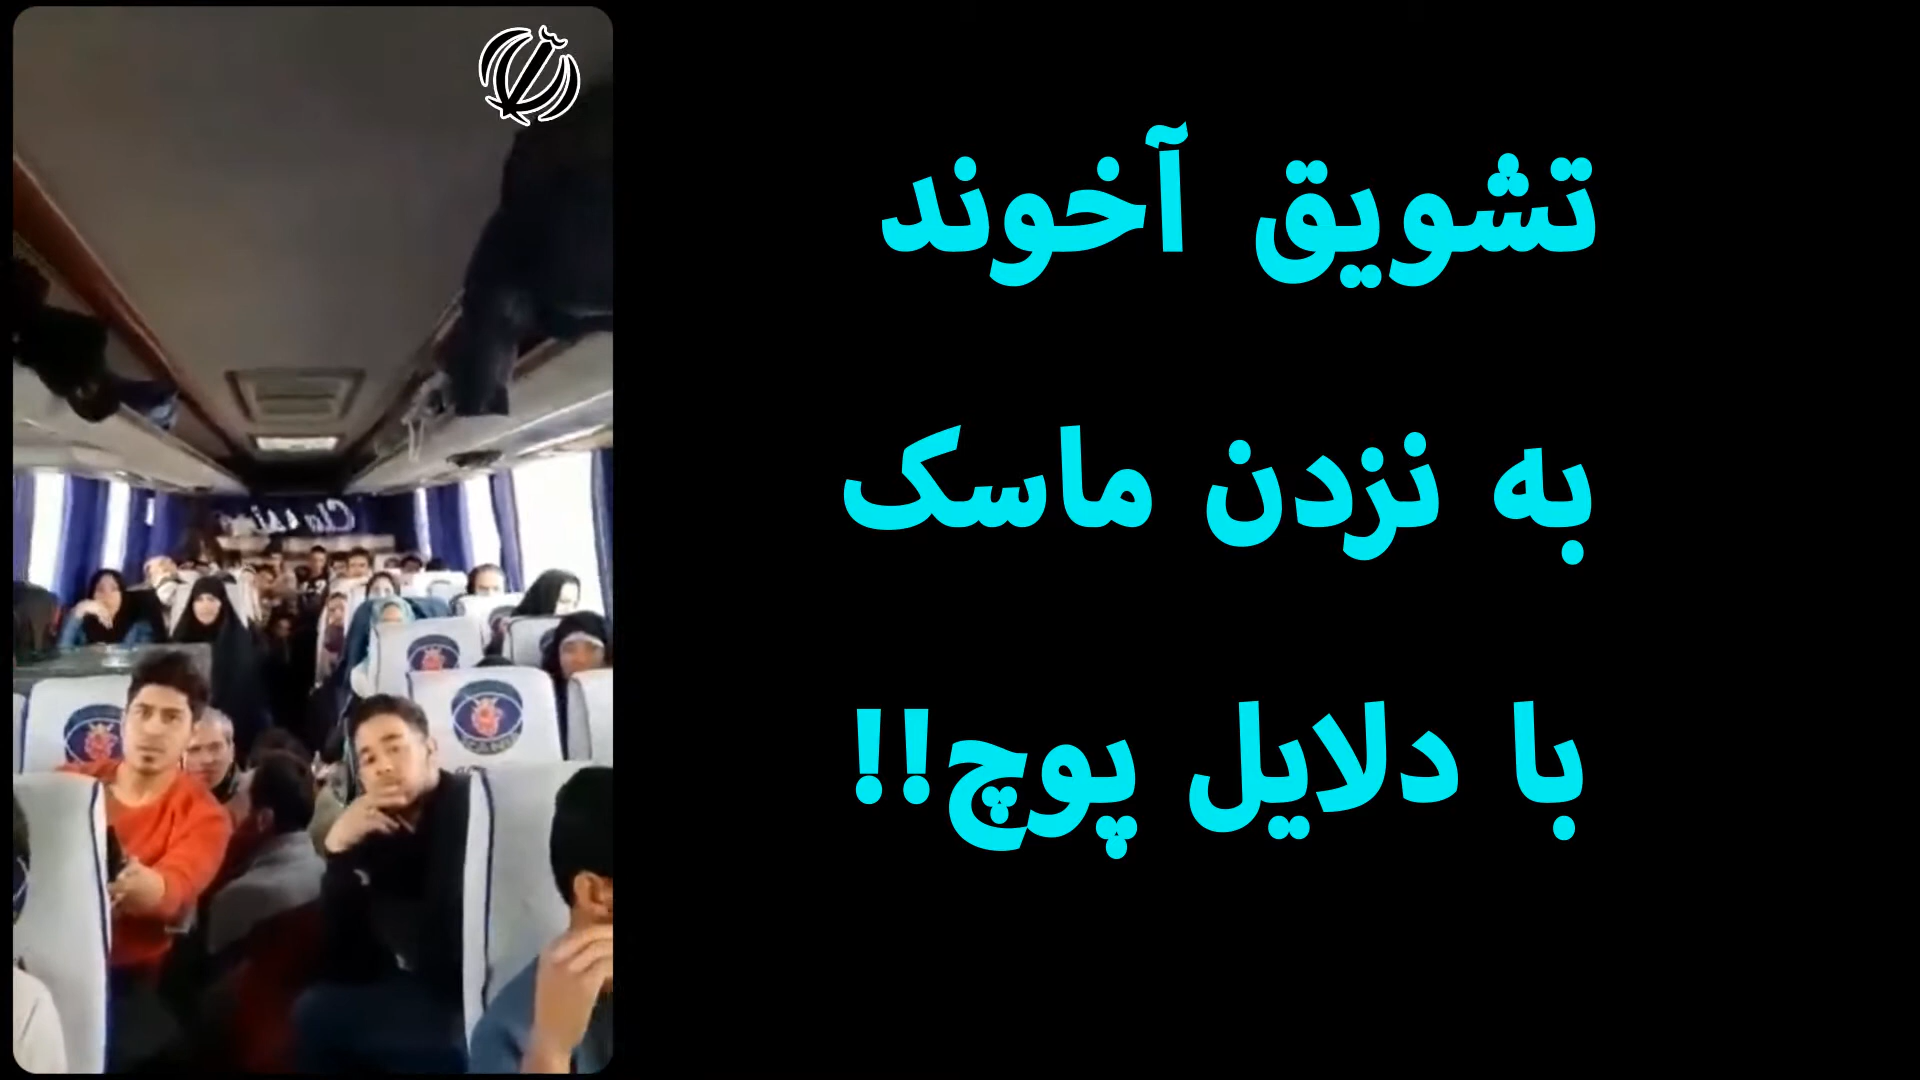 تشویق آخوند
به نزدن ماسک
با دلایل پوچ!!